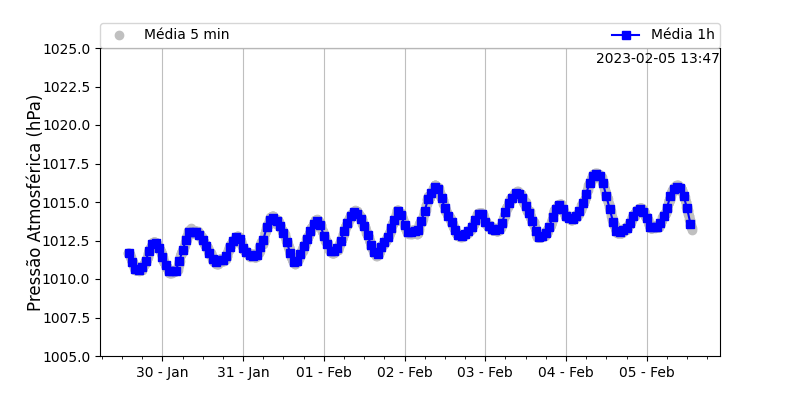 Média 5 min
Média 1h
2023-02-05 13:47
Pressão Atmosférica (hPa)
1025.0
1022.5
1020.0
1017.5
1015.0
1012.5
1010.0
1007.5
1005.0
30 - Jan
31 - Jan
01 - Feb
02 - Feb
03 - Feb
04 - Feb
05 - Feb